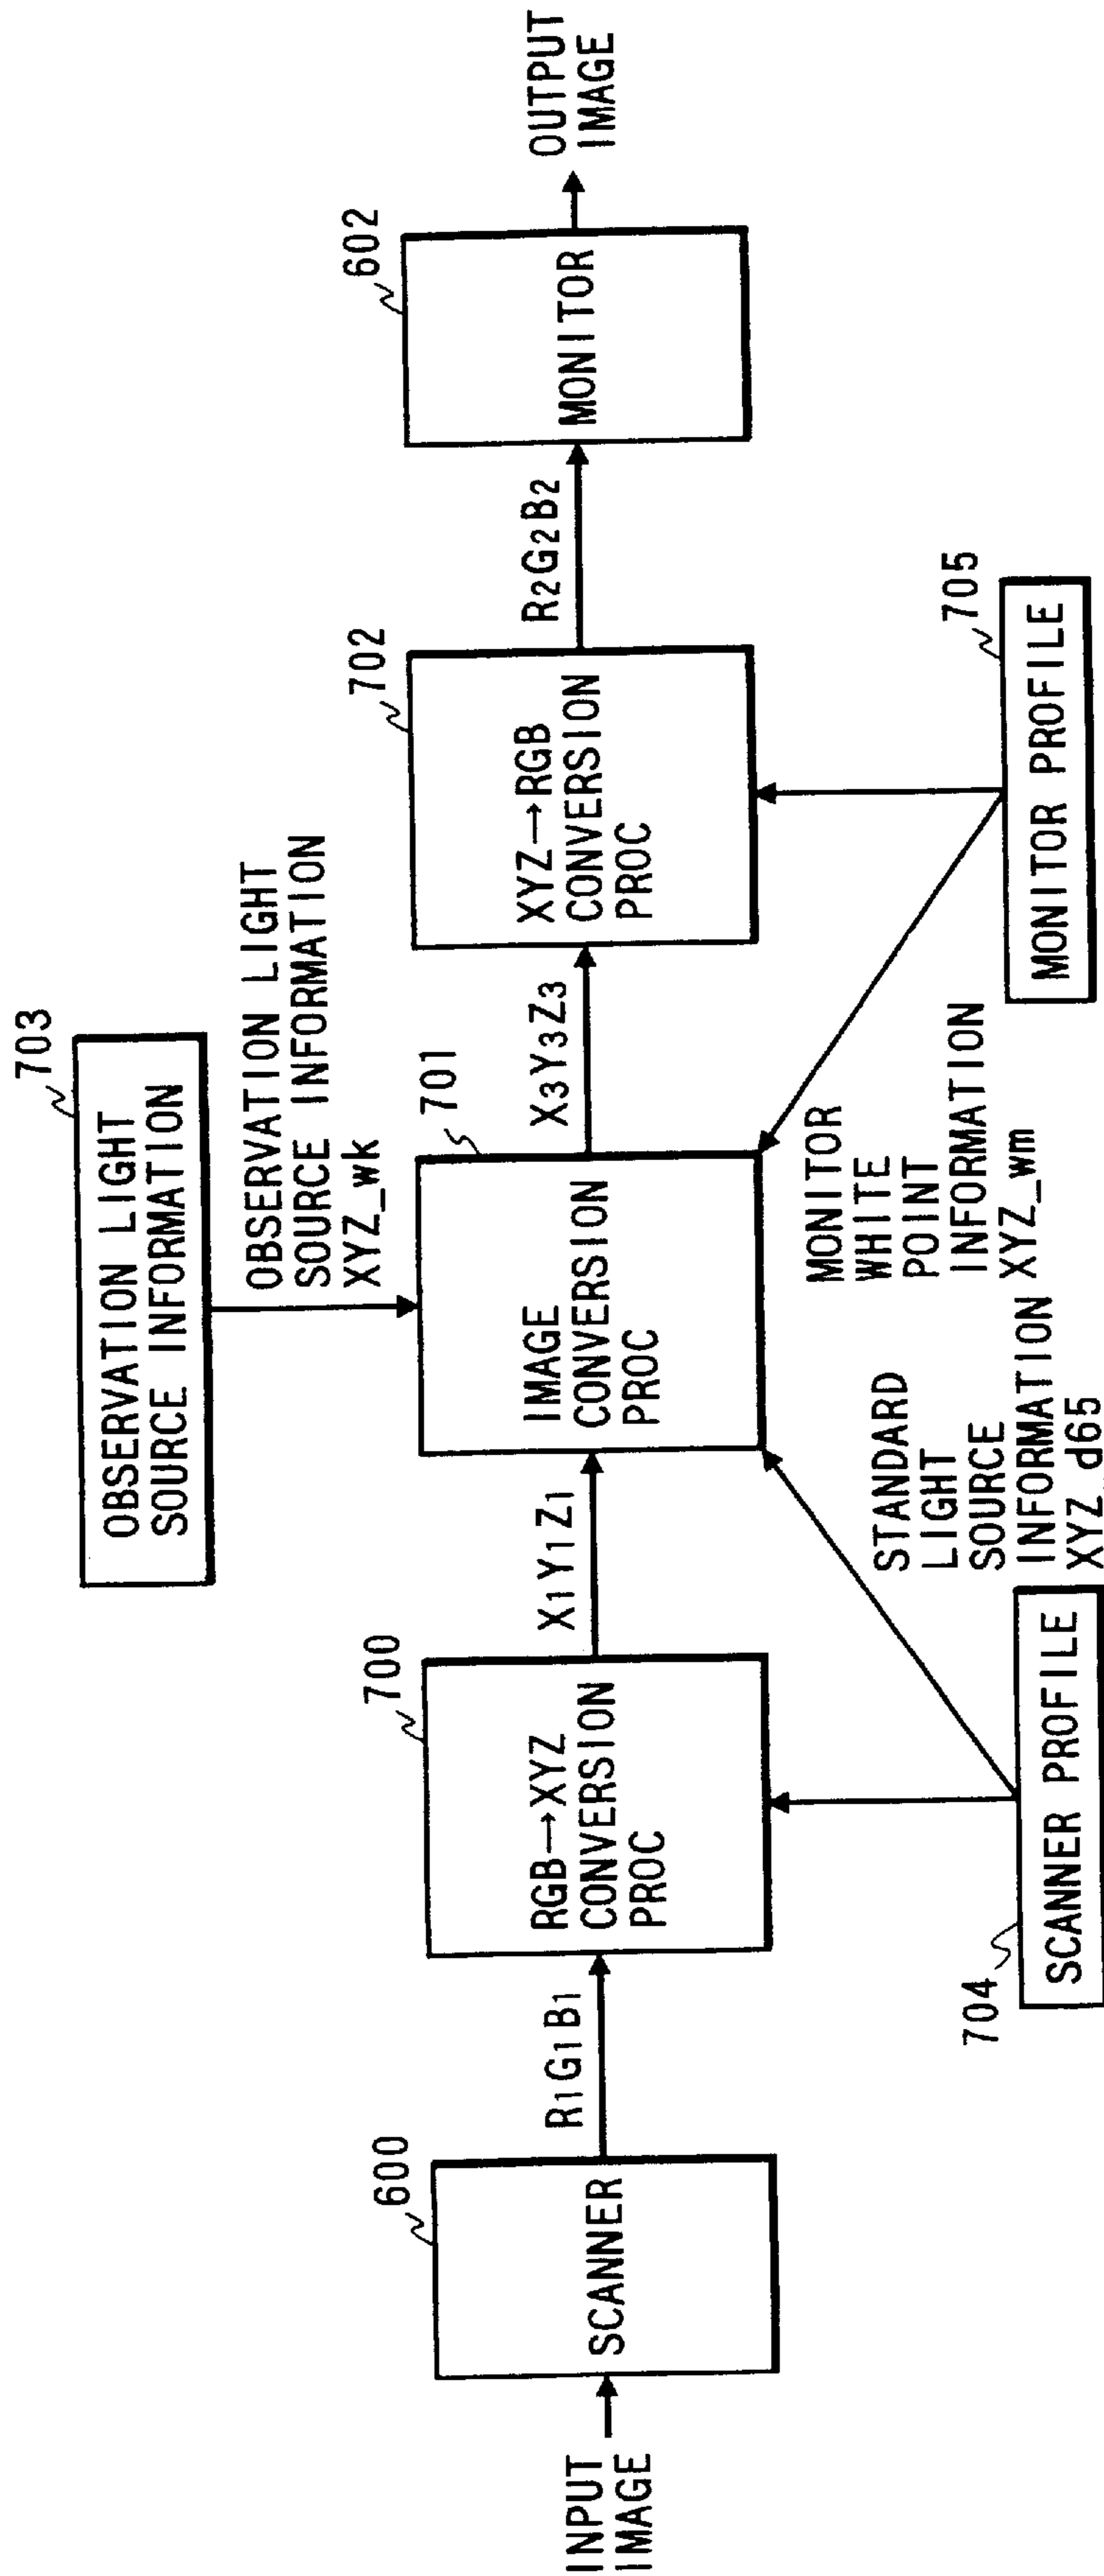 703
OBSERVATION LIGHT
SOURCE INFORMATION
OBSERVATION LIGHT
SOURCE INFORMATION
XYZ_wk
INPUT
IMAGE
600
SCANNER
R1G1B1
700
RGB→XYZ
CONVERSION
PROC
X1Y1Z1
701
IMAGE
CONVERSION
PROC
X3Y3Z3
702
XYZ→RGB
CONVERSION
PROC
R2G2B2
602
MONITOR
OUTPUT
IMAGE
704
SCANNER PROFILE
STANDARD
LIGHT
SOURCE
INFORMATION
XYZ_d65
MONITOR
WHITE
POINT
INFORMATION
XYZ_wm
705
MONITOR PROFILE